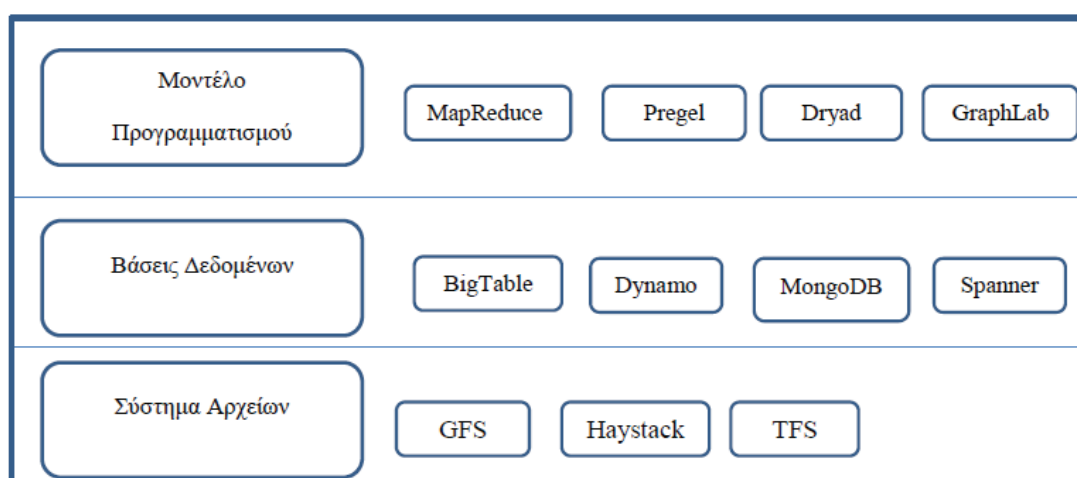 Μοντέλο
Προγραμματισμού
MapReduce
Pregel
Dryad
GraphLab
Βάσεις Δεδομένων
BigTable
Dynamo
MongoDB
Spanner
Σύστημα Αρχείων
GFS
Haystack
TFS